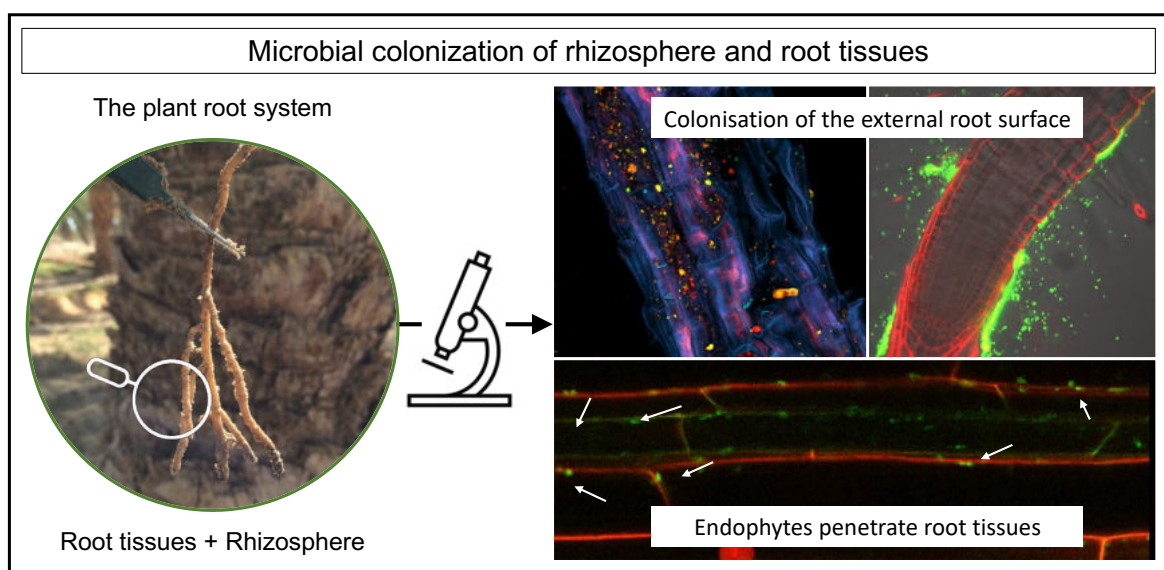 Microbial colonization of rhizosphere and root tissues
The plant root system
Colonisation of the external root surface
Endophytes penetrate root tissues
Root tissues + Rhizosphere